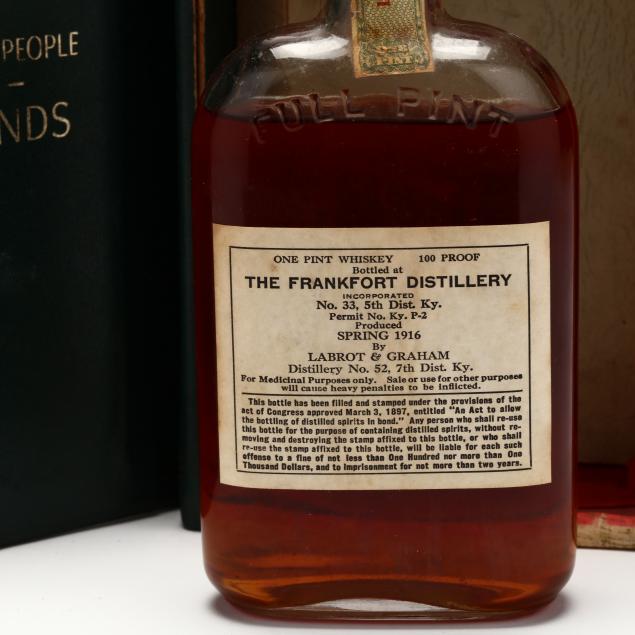 PEOPLE
NDS
ONE PINT
FULL PINT
ONE PINT WHISKEY 100 PROOF
Bottled at
THE FRANKFORT DISTILLERY
INCORPORATED
No. 33, 5th Dist. Ky.
Permit No. Ky. P-2
Produced
SPRING 1916
By
LABROT & GRAHAM
Distillery No. 52, 7th Dist. Ky.
For Medicinal Purposes only. Sale or use for other purposes
will cause heavy penalties to be inflicted.
This bottle has been filled and stamped under the provisions of the
act of Congress approved March 3, 1897, entitled "An Act to allow
the bottling of distilled spirits in bond." Any person who shall re-use
this bottle for the purpose of containing distilled spirits, without re-
moving and destroying the stamp affixed to this bottle, or who shall
re-use the stamp affixed to this bottle, will be liable for each such
offense to a fine of not less than One Hundred nor more than One
Thousand Dollars, and to imprisonment for not more than two years.